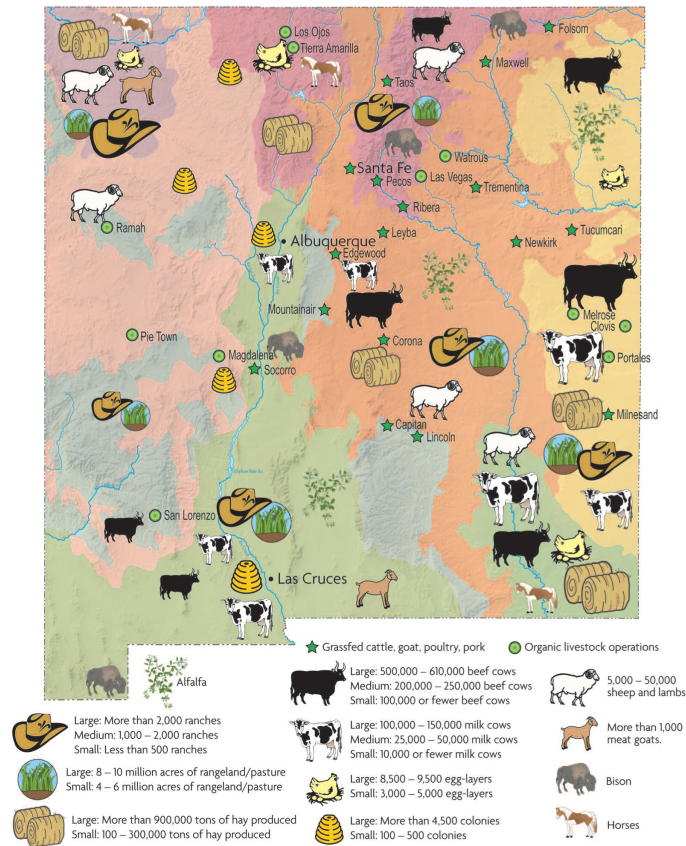 Los Ojos
Tierra Amarilla
Folsom
Maxwell
Taos
Watrous
Santa Fe
Pecos
Las Vegas
Trementina
Ribera
Ramah
Leyba
Newkirk
Tucumcari
Albuquerque
Edgewood
Mountainair
Melrose
Clovis
Pie Town
Magdalena
Corona
Portales
Socorro
Milnesand
Capitan
Lincoln
San Lorenzo
Las Cruces
Grassfed cattle, goat, poultry, pork
Organic livestock operations
Alfalfa
Large: 500,000 – 610,000 beef cows
Medium: 200,000 – 250,000 beef cows
Small: 100,000 or fewer beef cows
5,000 – 50,000
sheep and lambs
Large: More than 2,000 ranches
Medium: 1,000 – 2,000 ranches
Small: Less than 500 ranches
Large: 100,000 – 150,000 milk cows
Medium: 25,000 – 50,000 milk cows
Small: 10,000 or fewer milk cows
More than 1,000
meat goats.
Large: 8 – 10 million acres of rangeland/pasture
Small: 4 – 6 million acres of rangeland/pasture
Large: 8,500 – 9,500 egg-layers
Small: 3,000 – 5,000 egg-layers
Bison
Large: More than 900,000 tons of hay produced
Small: 100 – 300,000 tons of hay produced
Large: More than 4,500 colonies
Small: 100 – 500 colonies
Horses